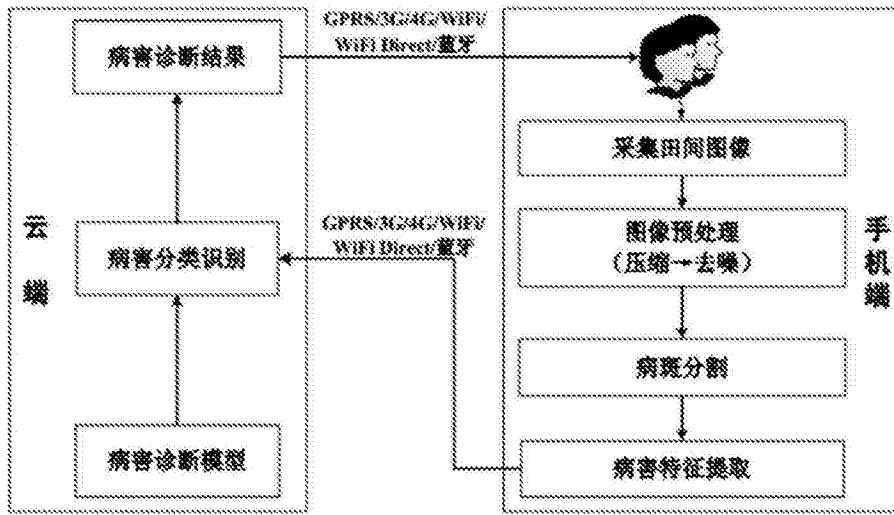 GPRS/3G/4G/WiFi/
WiFi Direct/蓝牙
病害诊断结果
采集田间图像
云端
GPRS/3G/4G/WiFi/
WiFi Direct/蓝牙
病害分类识别
图像预处理
（压缩→去噪）
手机端
病斑分割
病害诊断模型
病害特征提取